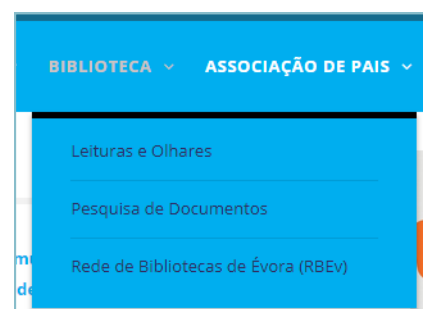 BIBLIOTECA ASSOCIAÇÃO DE PAIS
Leituras e Olhares
Pesquisa de Documentos
Rede de Bibliotecas de Évora (RBEv)